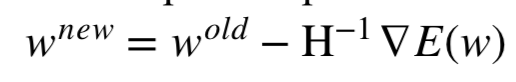 w^{new} = w^{old} − H^{−1} ∇E(w)